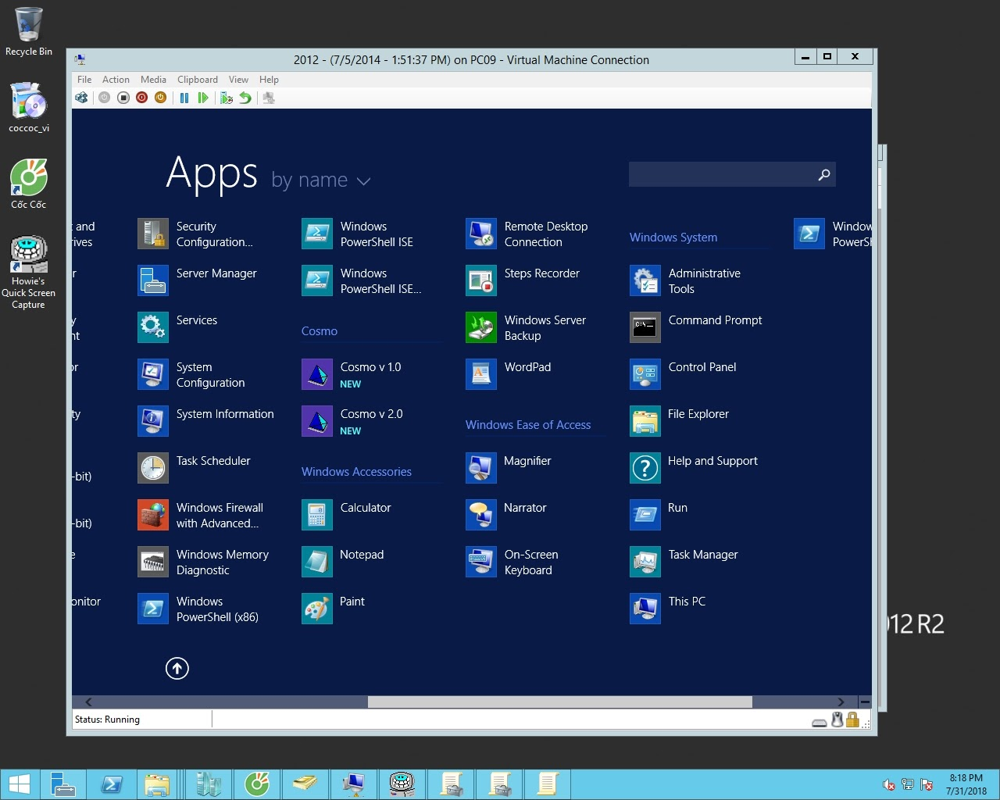 Recycle Bin
coccoc_vi
Cốc Cốc
Howie's
Quick Screen
Capture
2012 - (7/5/2014 - 1:51:37 PM) on PC09 - Virtual Machine Connection
File Action Media Clipboard View Help
Apps by name
t and
rives
r
y
nt
or
ty
-bit)
-bit)
e
onitor
Security
Configuration...
Server Manager
Services
System
Configuration
System Information
Task Scheduler
Windows Firewall
with Advanced...
Windows Memory
Diagnostic
Windows
PowerShell (x86)
Windows
PowerShell ISE
Windows
PowerShell ISE...
Cosmo
Cosmo v 1.0
NEW
Cosmo v 2.0
NEW
Windows Accessories
Calculator
Notepad
Paint
Remote Desktop
Connection
Steps Recorder
Windows Server
Backup
WordPad
Windows Ease of Access
Magnifier
Narrator
On-Screen
Keyboard
Windows System
Administrative
Tools
Command Prompt
Control Panel
File Explorer
Help and Support
Run
Task Manager
This PC
Window
PowerSh
Status: Running
12 R2
8:18 PM
7/31/2018